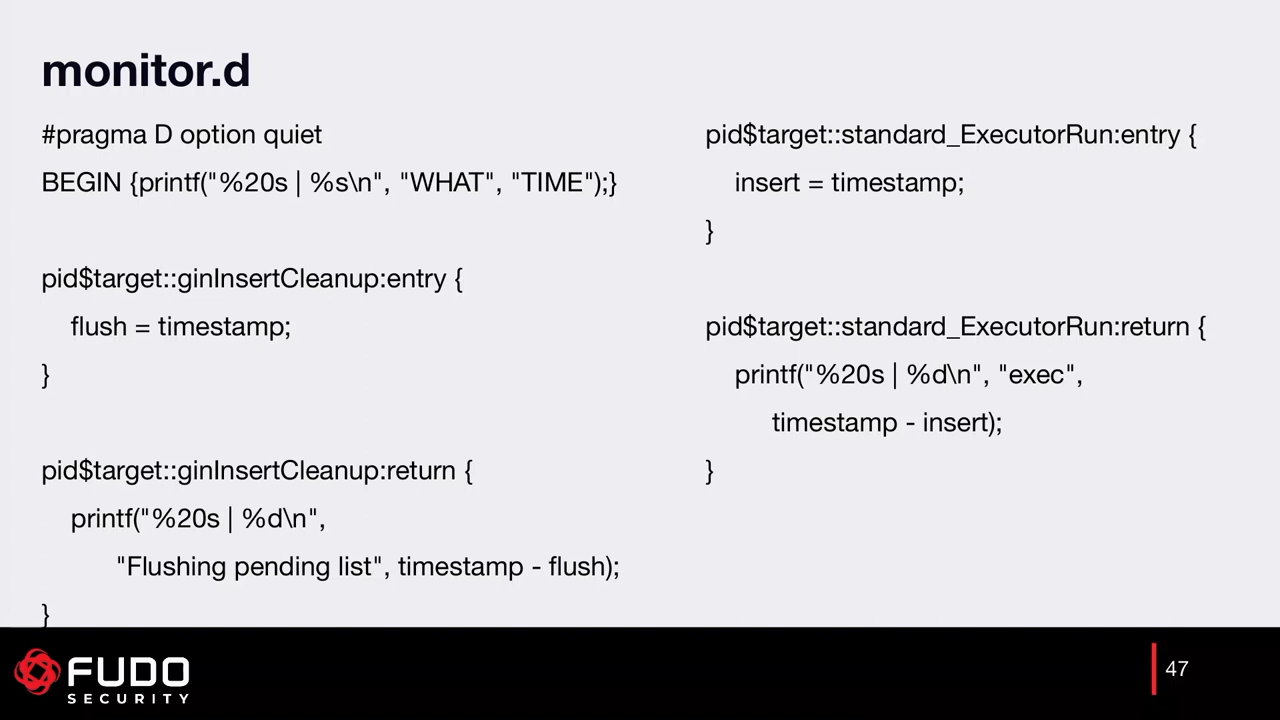 monitor.d
#pragma D option quiet
BEGIN {printf("%20s | %s\n", "WHAT", "TIME");}
pid$target::ginInsertCleanup:entry {
flush = timestamp;
}
pid$target::ginInsertCleanup:return {
printf("%20s | %d\n",
"Flushing pending list", timestamp - flush);
}
pid$target::standard_ExecutorRun:entry {
insert = timestamp;
}
pid$target::standard_ExecutorRun:return {
printf("%20s | %d\n", "exec",
timestamp - insert);
}
FUDO
SECURITY
47